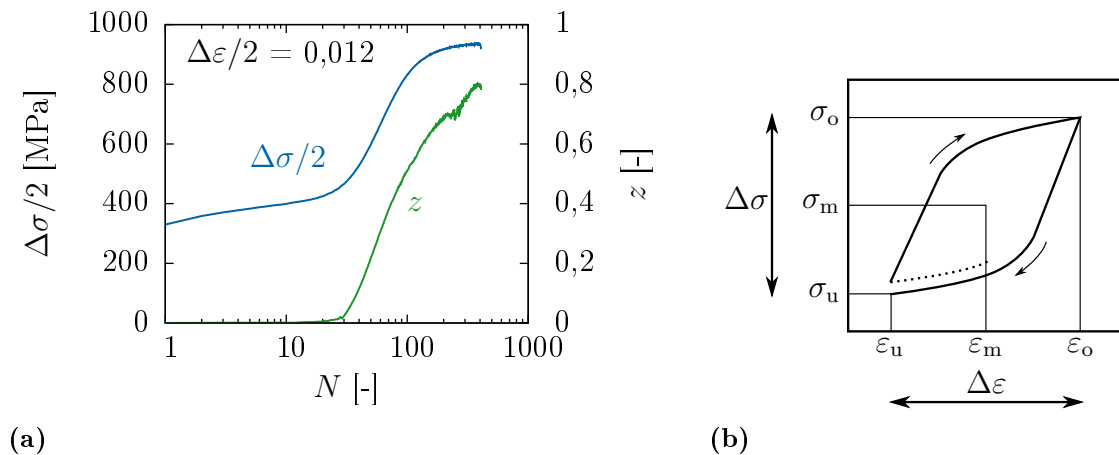 1000
800
600
400
200
0
Δσ/2 [MPa]
Δε/2 = 0,012
Δσ/2
z
1
0,8
0,6
0,4
0,2
0
z [-]
1
10
100
1000
N [-]
(a)
σo
Δσ
σm
σu
εu
εm
εo
Δε
(b)